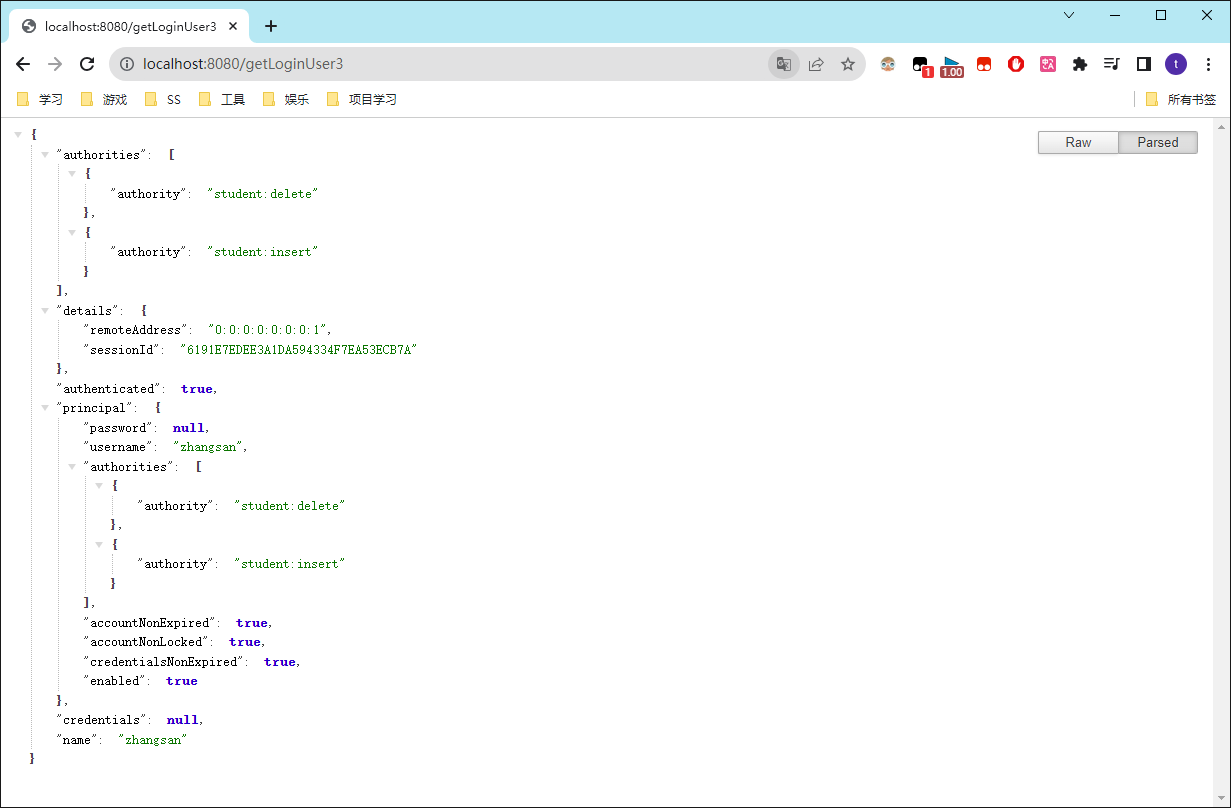 localhost:8080/getLoginUser3
localhost:8080/getLoginUser3
1
1.00
t
学习
游戏
SS
工具
娱乐
项目学习
所有书签
Raw
Parsed
{
"authorities": [
{
"authority": "student:delete"
},
{
"authority": "student:insert"
}
],
"details": {
"remoteAddress": "0:0:0:0:0:0:0:1",
"sessionId": "6191E7EDEE3A1DA594334F7EA53ECB7A"
},
"authenticated": true,
"principal": {
"password": null,
"username": "zhangsan",
"authorities": [
{
"authority": "student:delete"
},
{
"authority": "student:insert"
}
],
"accountNonExpired": true,
"accountNonLocked": true,
"credentialsNonExpired": true,
"enabled": true
},
"credentials": null,
"name": "zhangsan"
}